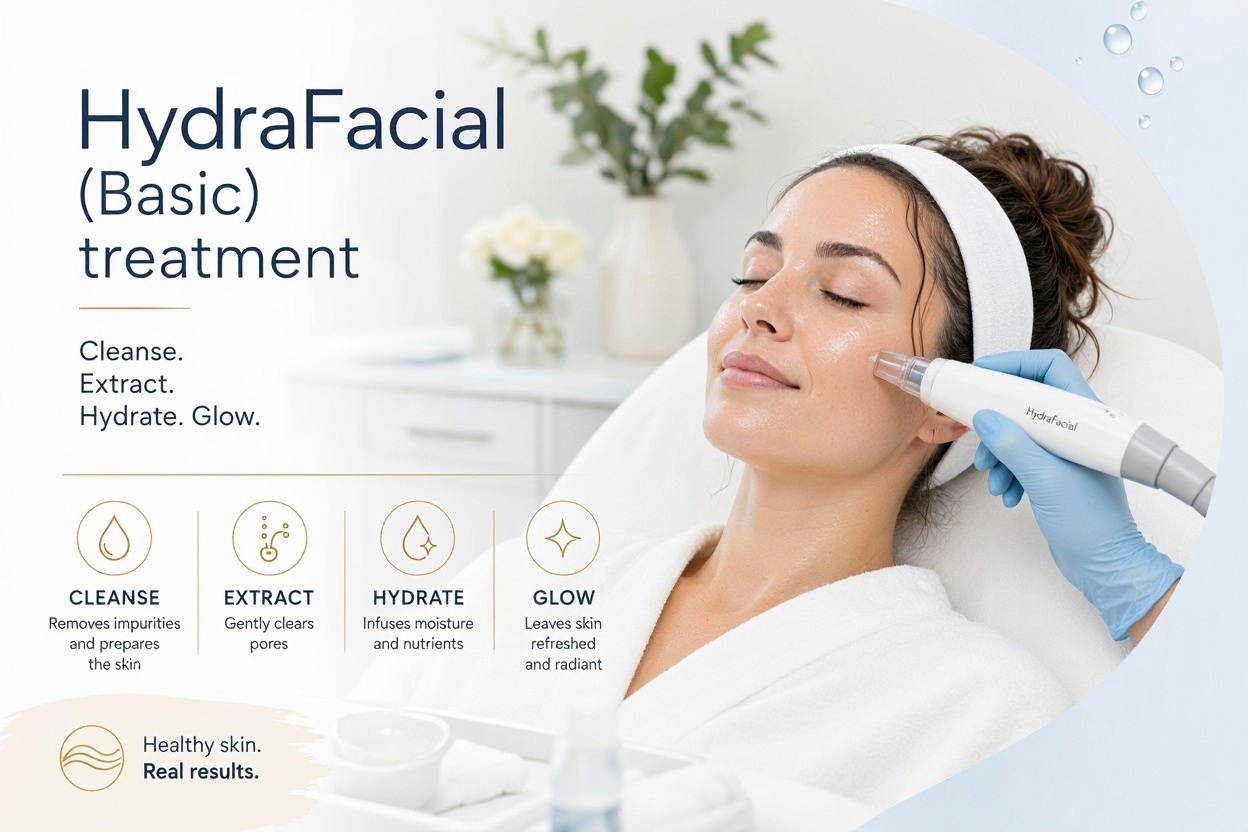 HydraFacial
(Basic)
treatment
Cleanse.
Extract.
Hydrate. Glow.
CLEANSE
Removes impurities
and prepares
the skin
EXTRACT
Gently clears
pores
HYDRATE
Infuses moisture
and nutrients
GLOW
Leaves skin
refreshed
and radiant
Healthy skin.
Real results.
HydraFacial